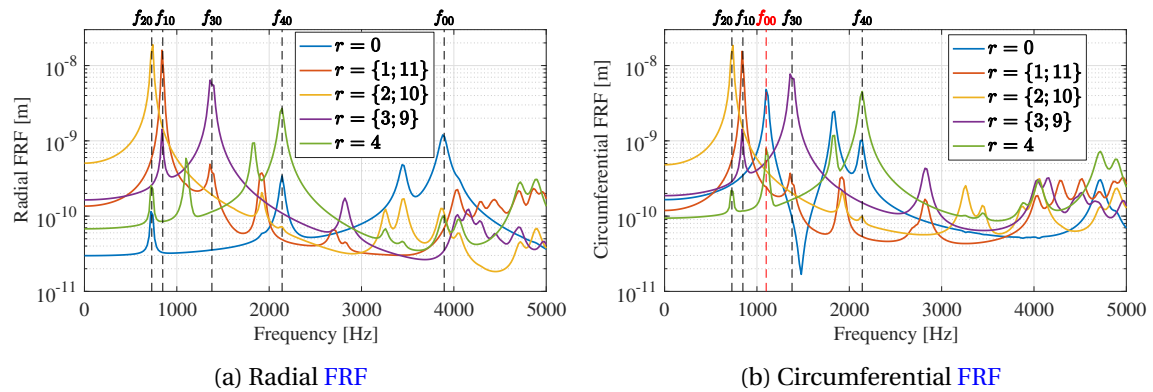 f₂₀ f₁₀ f₃₀ f₄₀ f₀₀
r = 0
r = {1; 11}
r = {2; 10}
r = {3; 9}
r = 4
10⁻⁸
10⁻⁹
10⁻¹⁰
10⁻¹¹
Radial FRF [m]
0 1000 2000 3000 4000 5000
Frequency [Hz]
(a) Radial FRF
f₂₀ f₁₀ f₀₀ f₃₀ f₄₀
r = 0
r = {1; 11}
r = {2; 10}
r = {3; 9}
r = 4
10⁻⁸
10⁻⁹
10⁻¹⁰
10⁻¹¹
Circumferential FRF [m]
0 1000 2000 3000 4000 5000
Frequency [Hz]
(b) Circumferential FRF